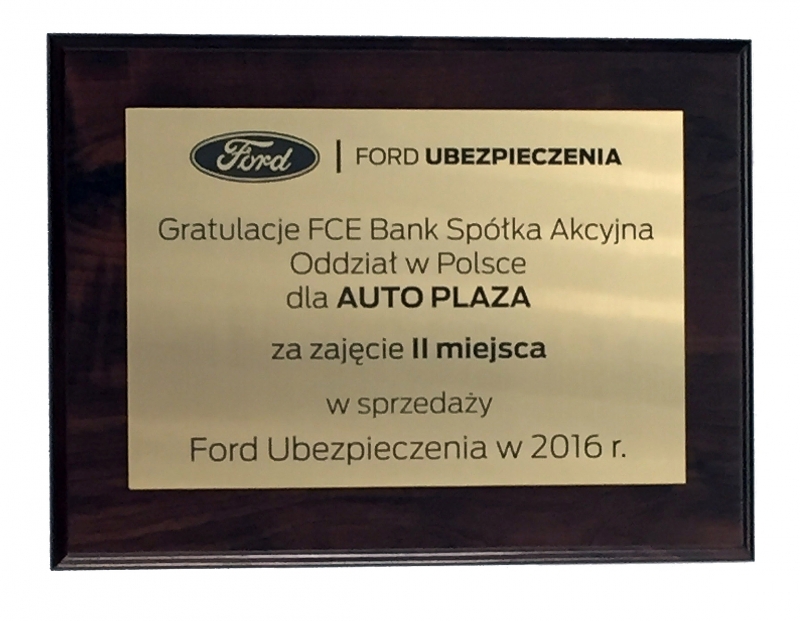 Ford | FORD UBEZPIECZENIA
Gratulacje FCE Bank Spółka Akcyjna
Oddział w Polsce
dla AUTO PLAZA
za zajęcie II miejsca
w sprzedaży
Ford Ubezpieczenia w 2016 r.